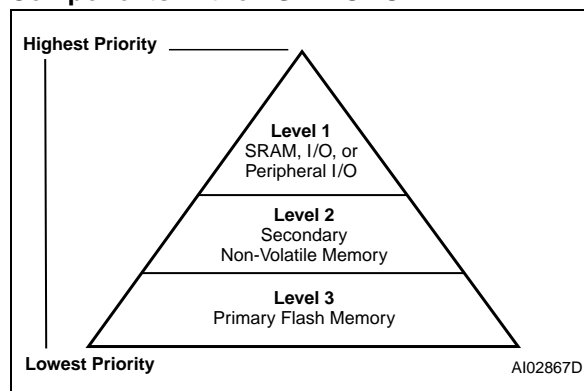 Highest Priority
Level 1
SRAM, I/O, or
Peripheral I/O
Level 2
Secondary
Non-Volatile Memory
Level 3
Primary Flash Memory
Lowest Priority
AI02867D